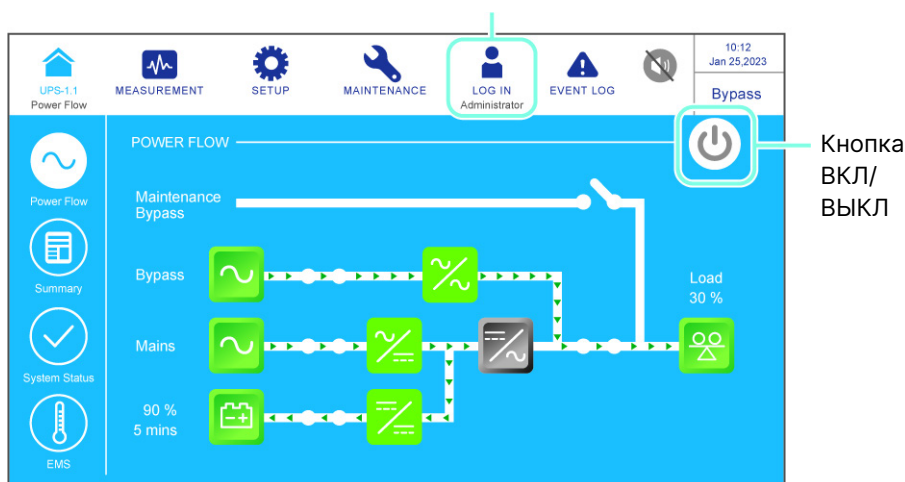 10:12
Jan 25,2023
UPS-1.1
MEASUREMENT
SETUP
MAINTENANCE
LOG IN
EVENT LOG
Power Flow
Administrator
Bypass
POWER FLOW
Кнопка
ВКЛ/
ВЫКЛ
Power Flow
Maintenance
Bypass
Bypass
Load
30 %
Summary
Mains
System Status
90 %
5 mins
EMS